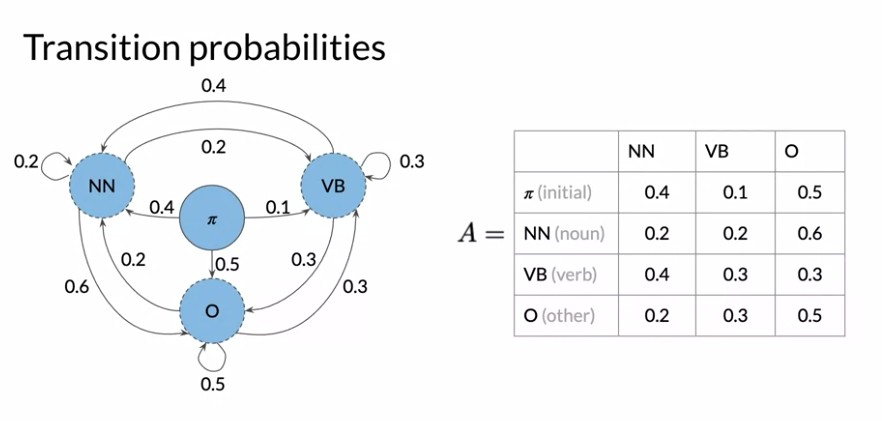 Transition probabilities
0.4
0.2
0.2
0.3
NN
VB
π
0.4
0.1
0.2
0.5
0.3
0.6
0.3
O
0.5
A =
NN VB O
π (initial) 0.4 0.1 0.5
NN (noun) 0.2 0.2 0.6
VB (verb) 0.4 0.3 0.3
O (other) 0.2 0.3 0.5